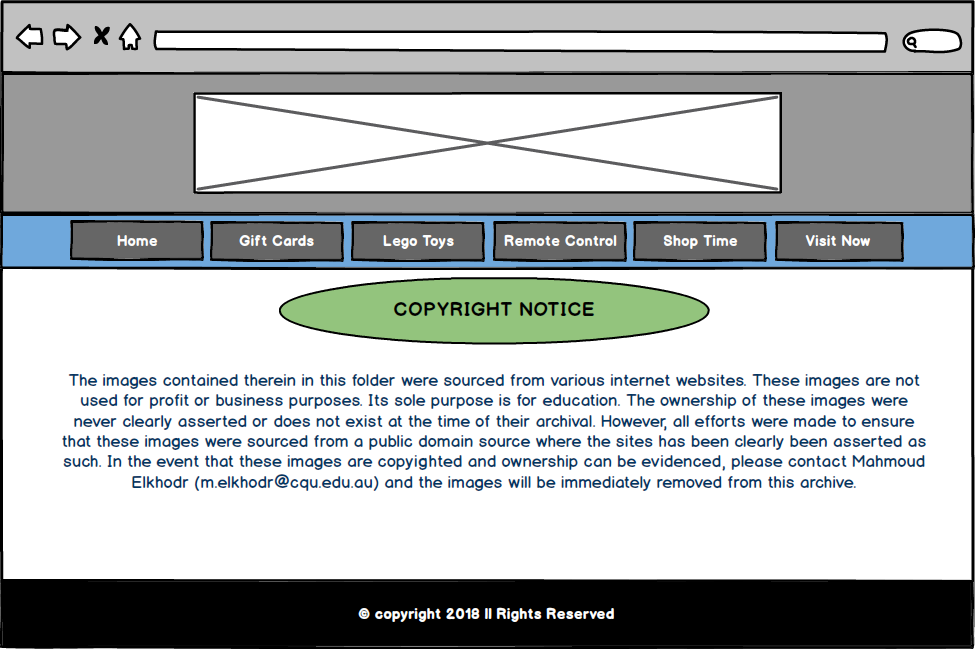 Home Gift Cards Lego Toys Remote Control Shop Time Visit Now
COPYRIGHT NOTICE
The images contained therein in this folder were sourced from various internet websites. These images are not
used for profit or business purposes. Its sole purpose is for education. The ownership of these images were
never clearly asserted or does not exist at the time of their archival. However, all efforts were made to ensure
that these images were sourced from a public domain source where the sites has been clearly been asserted as
such. In the event that these images are copyighted and ownership can be evidenced, please contact Mahmoud
Elkhodr (m.elkhodr@cqu.edu.au) and the images will be immediately removed from this archive.
© copyright 2018 ll Rights Reserved